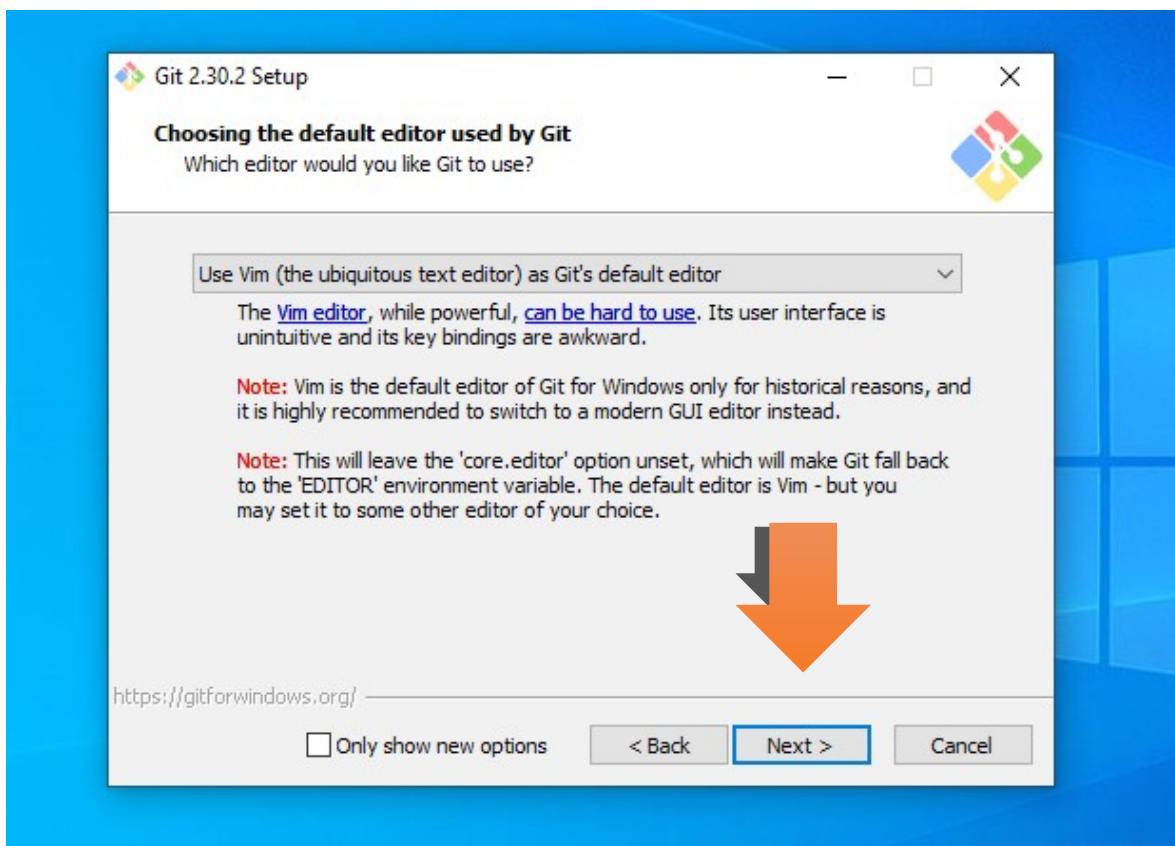 Git 2.30.2 Setup
Choosing the default editor used by Git
Which editor would you like Git to use?
Use Vim (the ubiquitous text editor) as Git's default editor
The Vim editor, while powerful, can be hard to use. Its user interface is
unintuitive and its key bindings are awkward.
Note: Vim is the default editor of Git for Windows only for historical reasons, and
it is highly recommended to switch to a modern GUI editor instead.
Note: This will leave the 'core.editor' option unset, which will make Git fall back
to the 'EDITOR' environment variable. The default editor is Vim - but you
may set it to some other editor of your choice.
https://gitforwindows.org/
Only show new options < Back Next > Cancel